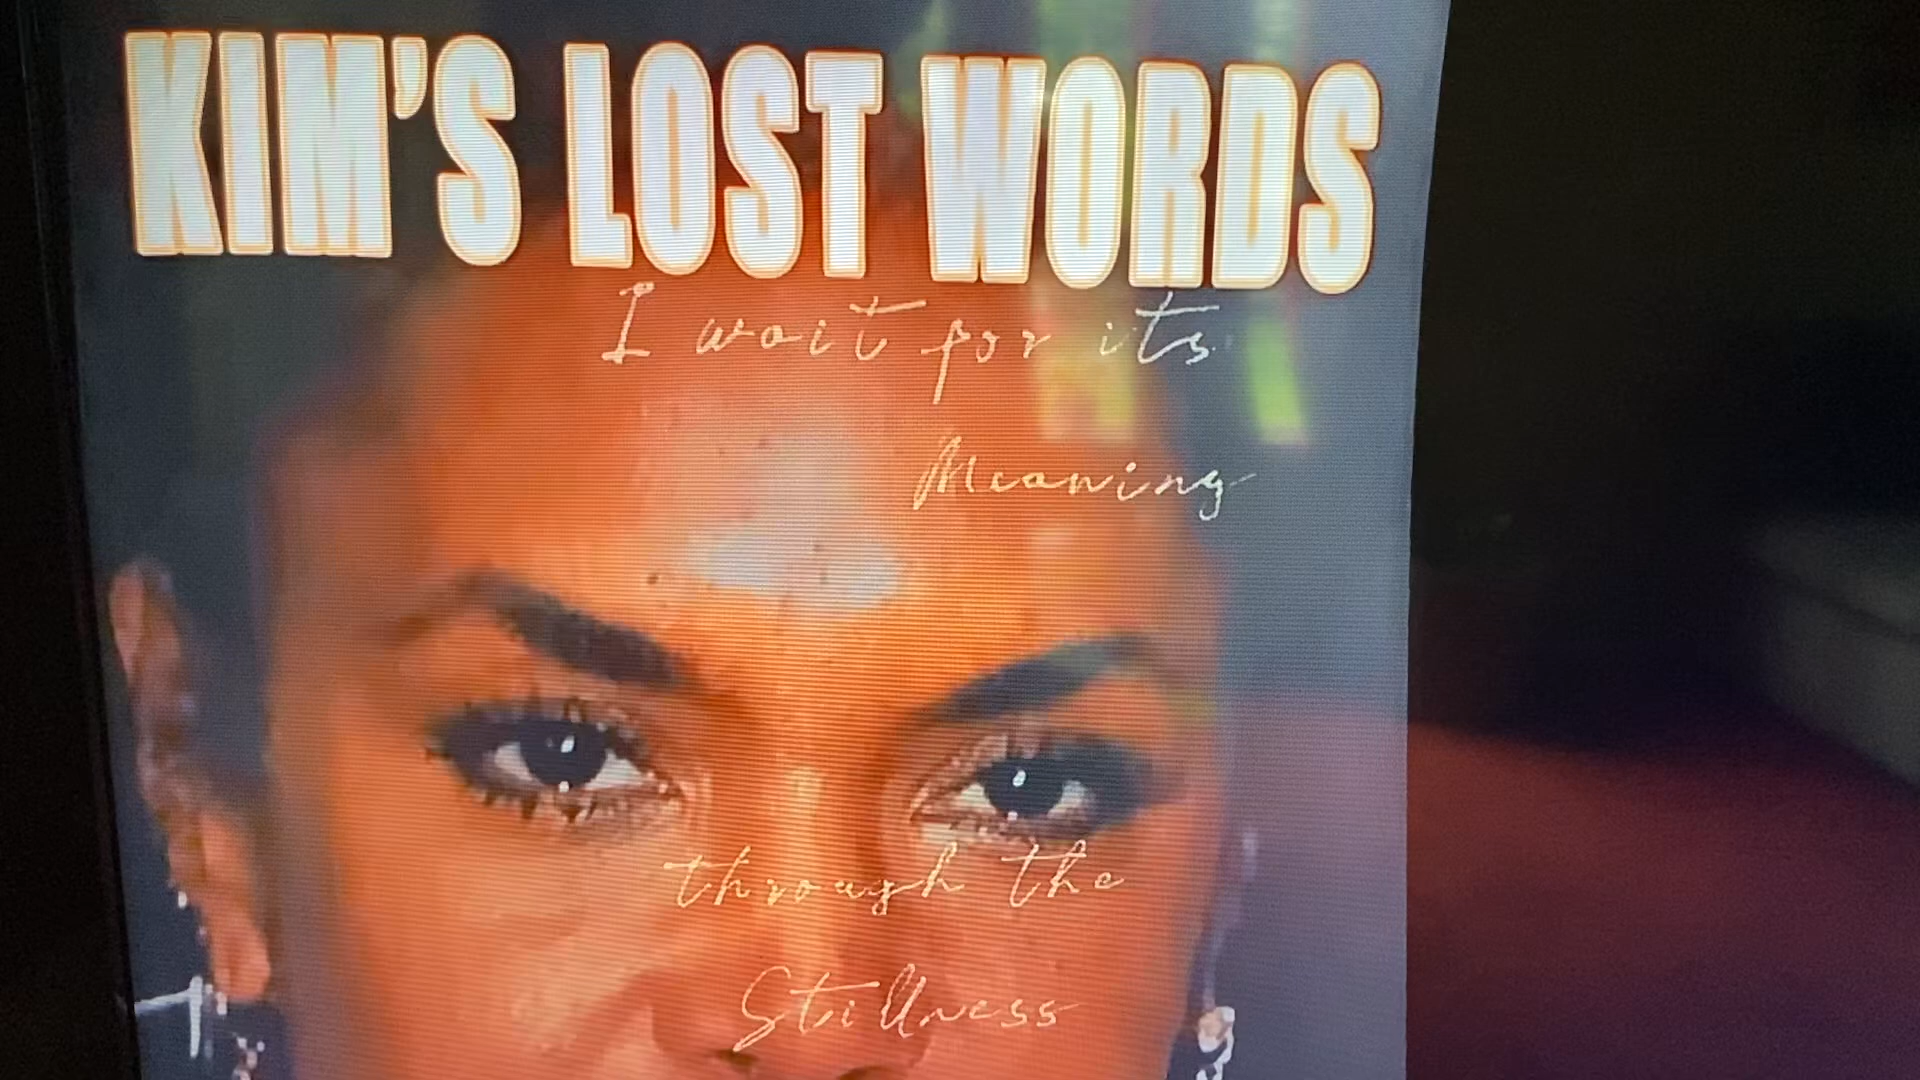 KIM'S LOST WORDS
I wait for its
Meaning
through the
Stillness